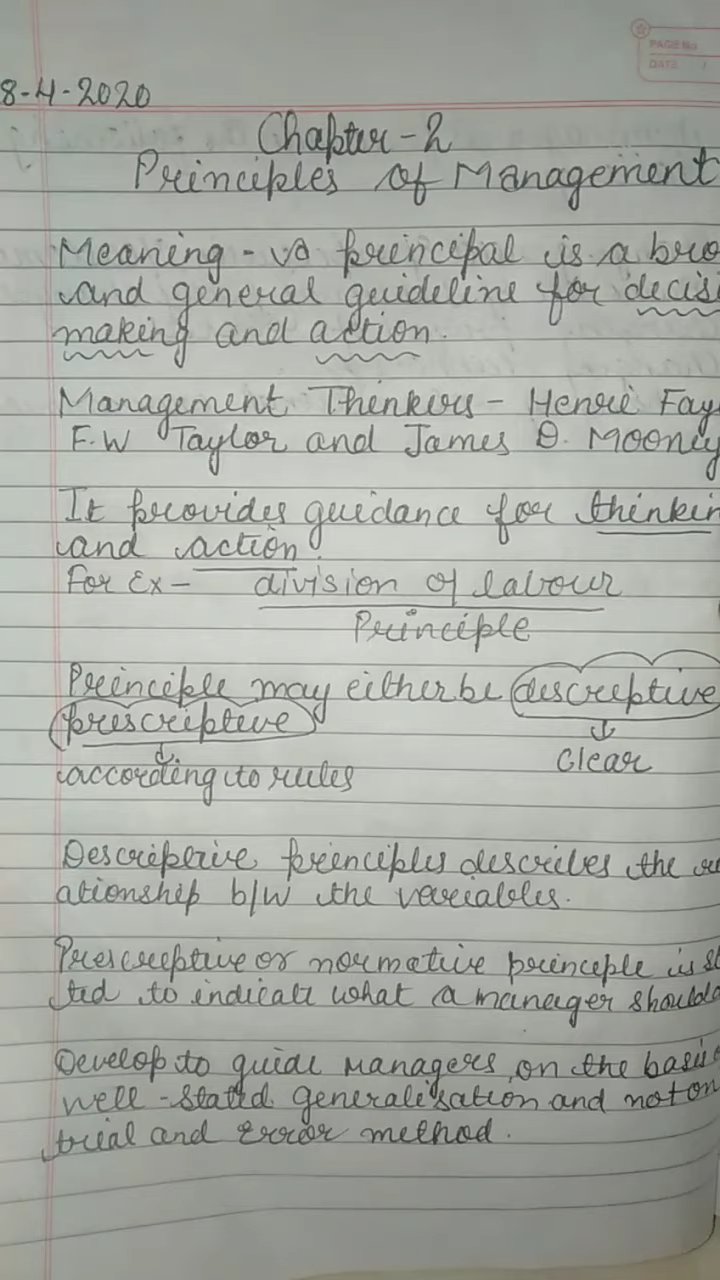 PAGE No
DATE /
8-4-2020
Chapter-2
Principles of Management
Meaning - A principal is a bro
and general guideline for decis
making and action.
Management Thinkers - Henri Fay
F.W Taylor and James D. Mooney
It provides guidance for thinkin
and action.
For Ex - division of labour
Principle
Principle may either be descriptive
prescriptive
clear
according to rules
Descriptive principles describes the re
ationship b/w the variables.
Prescriptive or normative principle is st
ted to indicate what a manager should
Develop to guide managers, on the basis
well-stated generalisation and not on
trial and error method.